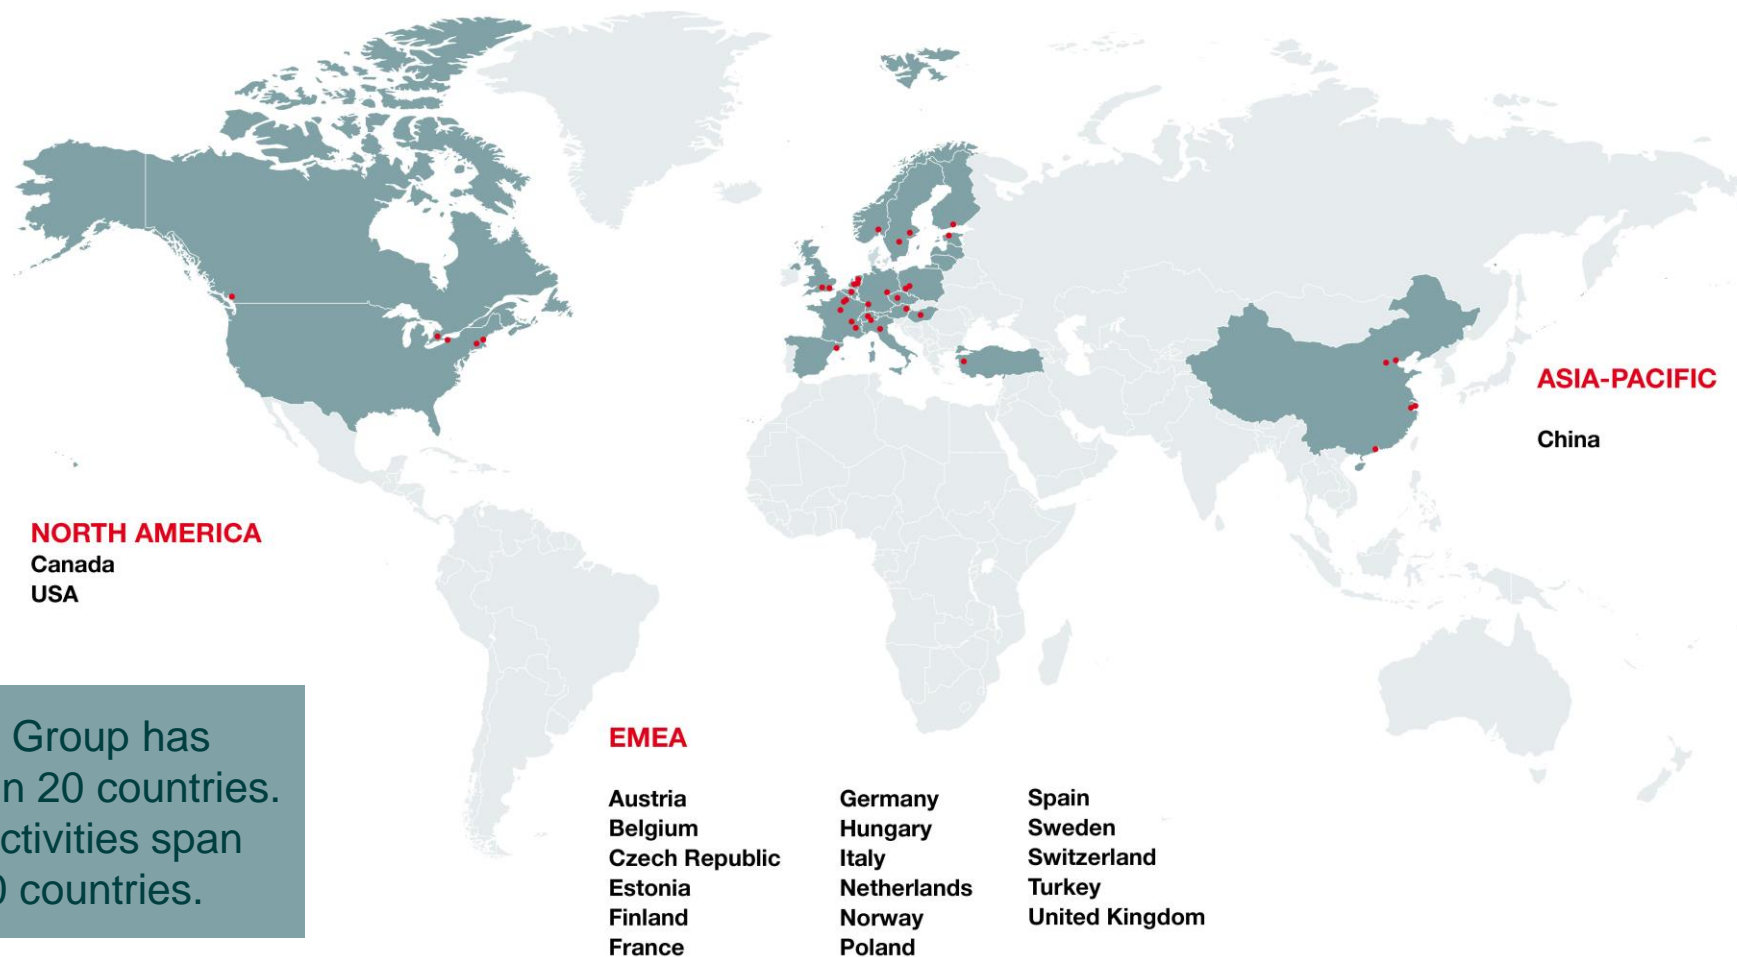 ASIA-PACIFIC
China
NORTH AMERICA
Canada
USA
Group has
n 20 countries.
ctivities span
0 countries.
EMEA
Austria
Belgium
Czech Republic
Estonia
Finland
France
Germany
Hungary
Italy
Netherlands
Norway
Poland
Spain
Sweden
Switzerland
Turkey
United Kingdom